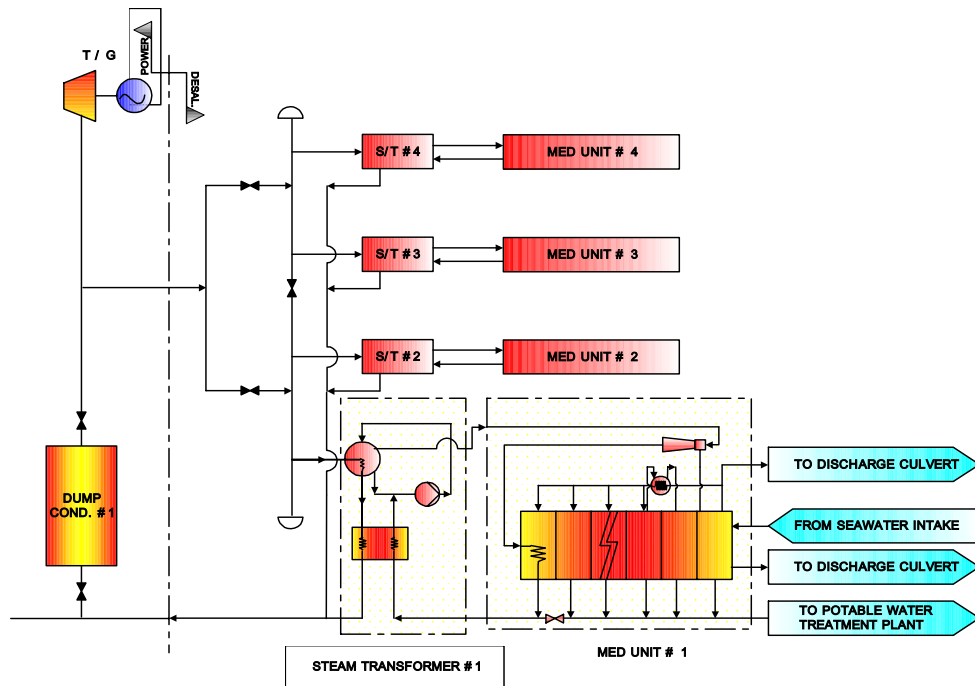 T / G
POWER
DESAL.
S/T # 4
MED UNIT # 4
S/T #3
MED UNIT # 3
S/T #2
MED UNIT # 2
DUMP
COND. # 1
TO DISCHARGE CULVERT
FROM SEAWATER INTAKE
TO DISCHARGE CULVERT
TO POTABLE WATER
TREATMENT PLANT
STEAM TRANSFORMER # 1
MED UNIT # 1